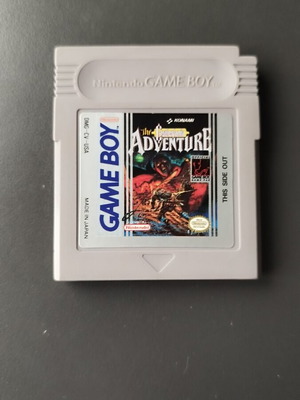 Nintendo GAME BOY
Nintendo
DMG-CV-USA
MADE IN JAPAN
GAME BOY
KONAMI
The
Castlevania
ADVENTURE
THIS SIDE OUT
Nintendo